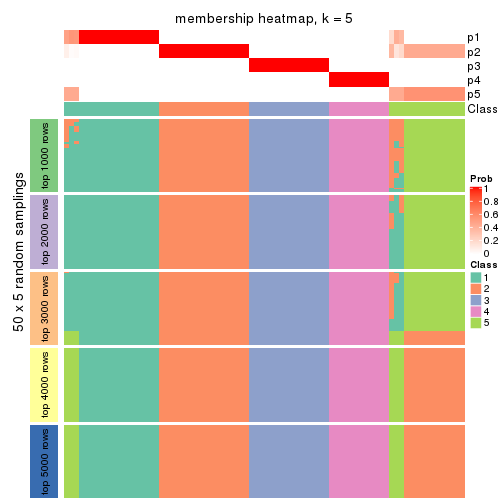 membership heatmap, k = 5
p1
p2
p3
p4
p5
Class
50 x 5 random samplings
top 1000 rows
top 2000 rows
top 3000 rows
top 4000 rows
top 5000 rows
Prob
1
0.8
0.6
0.4
0.2
0
Class
1
2
3
4
5